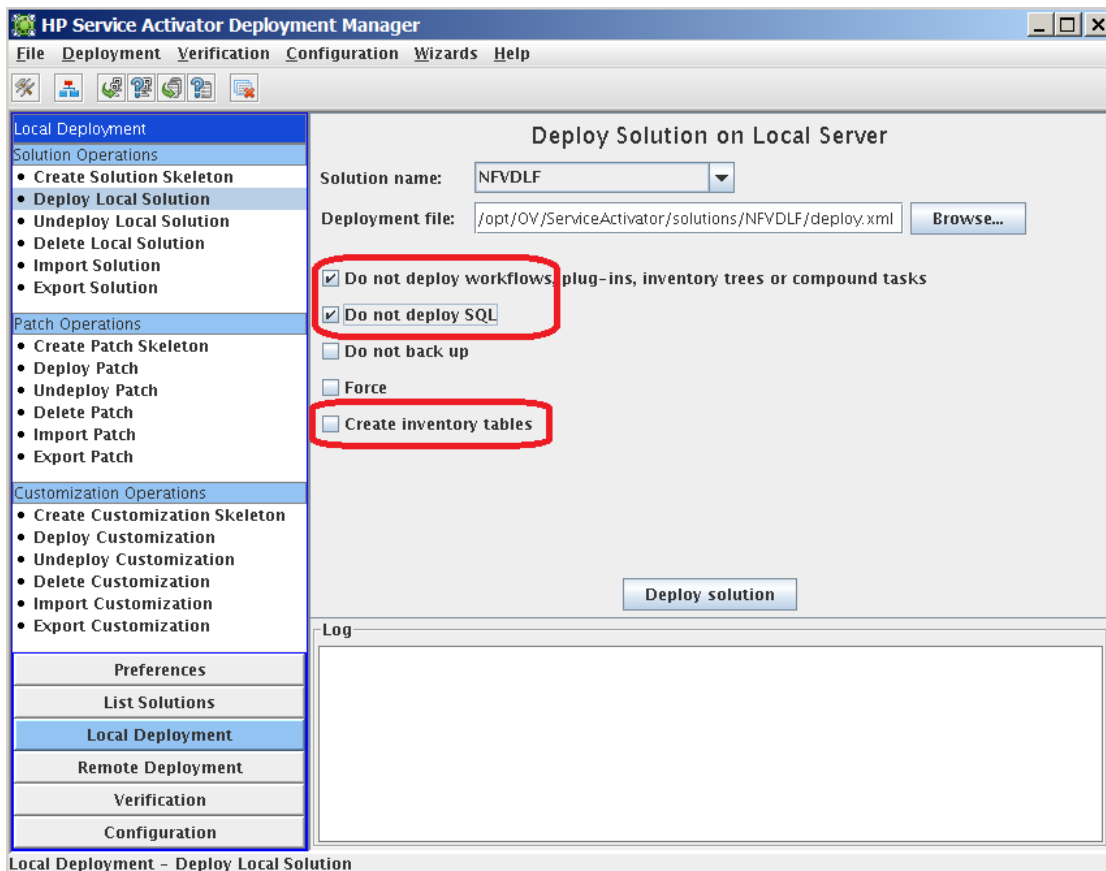 HP Service Activator Deployment Manager
File Deployment Verification Configuration Wizards Help
Local Deployment
Solution Operations
• Create Solution Skeleton
• Deploy Local Solution
• Undeploy Local Solution
• Delete Local Solution
• Import Solution
• Export Solution
Patch Operations
• Create Patch Skeleton
• Deploy Patch
• Undeploy Patch
• Delete Patch
• Import Patch
• Export Patch
Customization Operations
• Create Customization Skeleton
• Deploy Customization
• Undeploy Customization
• Delete Customization
• Import Customization
• Export Customization
Preferences
List Solutions
Local Deployment
Remote Deployment
Verification
Configuration
Deploy Solution on Local Server
Solution name: NFVDLF
Deployment file: /opt/OV/ServiceActivator/solutions/NFVDLF/deploy.xml Browse...
Do not deploy workflows, plug-ins, inventory trees or compound tasks
Do not deploy SQL
Do not back up
Force
Create inventory tables
Deploy solution
Log
Local Deployment - Deploy Local Solution